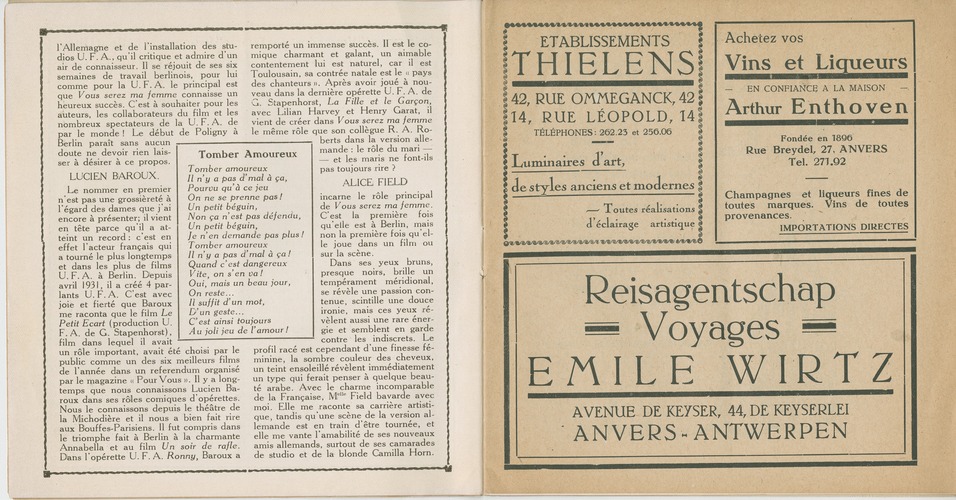 l'Allemagne et de l'installation des stu-
dios U. F. A., qu'il critique et admire d'un
air de connaisseur. Il se réjouit de ses six
semaines de travail berlinois, pour lui
comme pour la U. F. A. le principal est
que Vous serez ma femme connaisse un
heureux succès. C'est à souhaiter pour les
auteurs, les collaborateurs du film et les
nombreux spectateurs de la U. F. A. de
par le monde ! Le début de Poligny à
Berlin paraît sans aucun
doute ne devoir rien lais-
ser à désirer à ce propos.
LUCIEN BAROUX.
Le nommer en premier
n'est pas une grossièreté à
l'égard des dames que j'ai
encore à présenter; il vient
en tête parce qu'il a at-
teint un record : c'est en
effet l'acteur français qui
a tourné le plus longtemps
et dans les plus de films
U. F. A. à Berlin. Depuis
avril 1931, il a créé 4 par-
lants U. F. A. C'est avec
joie et fierté que Baroux
me raconta que le film Le
Petit Ecart (production U.
F. A. de G. Stapenhorst),
film dans lequel il avait
un rôle important, avait été choisi par le
public comme un des six meilleurs films
de l'année dans un referendum organisé
par le magazine « Pour Vous ». Il y a long-
temps que nous connaissons Lucien Ba-
roux dans ses rôles comiques d'opérettes.
Nous le connaissons depuis le théâtre de
la Michodière et il nous a bien fait rire
aux Bouffes-Parisiens. Il fut compris dans
le triomphe fait à Berlin à la charmante
Annabella et au film Un soir de rafle.
Dans l'opérette U. F. A. Ronny, Baroux a
remporté un immense succès. Il est le co-
mique charmant et galant, un aimable
contentement lui est naturel, car il est
Toulousain, sa contrée natale est le « pays
des chanteurs ». Après avoir joué à nou-
veau dans la dernière opérette U. F. A. de
G. Stapenhorst, La Fille et le Garçon,
avec Lilian Harvey et Henry Garat, il
vient de créer dans Vous serez ma femme
le même rôle que son collègue R. A. Ro-
berts dans la version alle-
mande : le rôle du mari —
— et les maris ne font-ils
pas toujours rire ?
ALICE FIELD
incarne le rôle principal
de Vous serez ma femme.
C'est la première fois
qu'elle est à Berlin, mais
non la première fois qu'el-
le joue dans un film ou
sur la scène.
Dans ses yeux bruns,
presque noirs, brille un
tempérament méridional,
se révèle une passion con-
tenue, scintille une douce
ironie, mais ces yeux ré-
vèlent aussi une rare éner-
gie et semblent en garde
contre les indiscrets. Le
profil racé est cependant d'une finesse fé-
minine, la sombre couleur des cheveux,
un teint ensoleillé révèlent immédiatement
un type qui ferait penser à quelque beau-
té arabe. Avec le charme incomparable
de la Française, Mlle Field bavarde avec
moi. Elle me raconte sa carrière artisti-
que, tandis qu'une scène de la version al-
lemande est en train d'être tournée, et
elle me vante l'amabilité de ses nouveaux
amis allemands, surtout de ses camarades
de studio et de la blonde Camilla Horn.
Tomber Amoureux
Tomber amoureux
Il n'y a pas d'mal à ça,
Pourvu qu'à ce jeu
On ne se prenne pas !
Un petit béguin,
Non ça n'est pas défendu,
Un petit béguin,
Je n'en demande pas plus !
Tomber amoureux
Il n'y a pas d'mal à ça !
Quand c'est dangereux
Vite, on s'en va !
Oui, mais un beau jour,
On reste...
Il suffit d'un mot,
D'un geste...
C'est ainsi toujours
Au joli jeu de l'amour !
ETABLISSEMENTS
THIELENS
42, RUE OMMEGANCK, 42
14, RUE LÉOPOLD, 14
TÉLÉPHONES : 262.23 et 256.06
Luminaires d'art,
de styles anciens et modernes
— Toutes réalisations
d'éclairage artistique
Achetez vos
Vins et Liqueurs
— EN CONFIANCE A LA MAISON —
Arthur Enthoven
Fondée en 1896
Rue Breydel, 27. ANVERS
Tel. 271,92
Champagnes et liqueurs fines de
toutes marques. Vins de toutes
provenances.
IMPORTATIONS DIRECTES
Reisagentschap
Voyages
EMILE WIRTZ
AVENUE DE KEYSER, 44, DE KEYSERLEI
ANVERS - ANTWERPEN